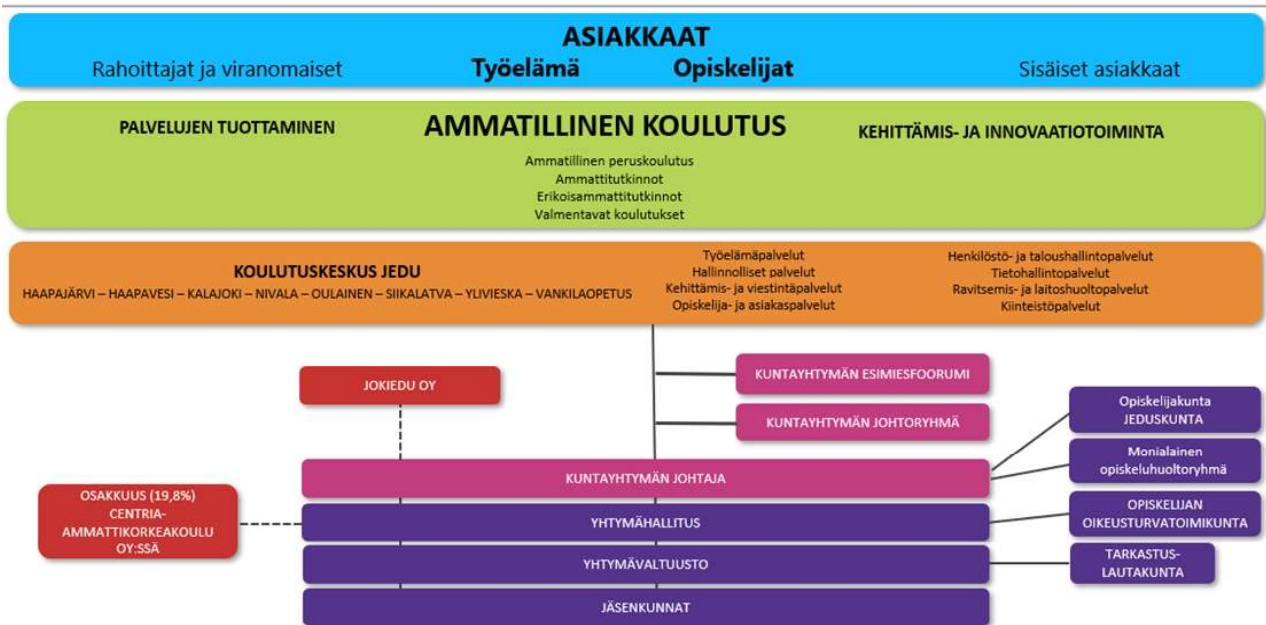 ASIAKKAAT
Rahoittajat ja viranomaiset Työelämä Opiskelijat Sisäiset asiakkaat
PALVELUJEN TUOTTAMINEN AMMATILLINEN KOULUTUS KEHITTÄMIS- JA INNOVAATIOTOIMINTA
Ammatillinen peruskoulutus
Ammattitutkinnot
Erikoisammattitutkinnot
Valmentavat koulutukset
KOULUTUSKESKUS JEDU
HAAPAJÄRVI – HAAPAVESI – KALAJOKI – NIVALA – OULAINEN – SIIKALATVA – YLIVIESKA – VANKILAOPETUS
Työelämäpalvelut
Hallinnolliset palvelut
Kehittämis- ja viestintäpalvelut
Opiskelija- ja asiakaspalvelut
Henkilöstö- ja taloushallintopalvelut
Tietohallintopalvelut
Ravitsemis- ja laitoshuoltopalvelut
Kiinteistöpalvelut
JOKIEDU OY
KUNTAYHTYMÄN ESIMIESFOORUMI
KUNTAYHTYMÄN JOHTORYHMÄ
Opiskelijakunta
JEDUSKUNTA
Monialainen
opiskeluhuoltoryhmä
KUNTAYHTYMÄN JOHTAJA
OSAKKUUS (19,8%)
CENTRIA-
AMMATTIKORKEAKOULU
OY:SSÄ
YHTYMÄHALLITUS
OPISKELIJAN
OIKEUSTURVATOIMIKUNTA
YHTYMÄVALTUUSTO
TARKASTUS-
LAUTAKUNTA
JÄSENKUNNAT